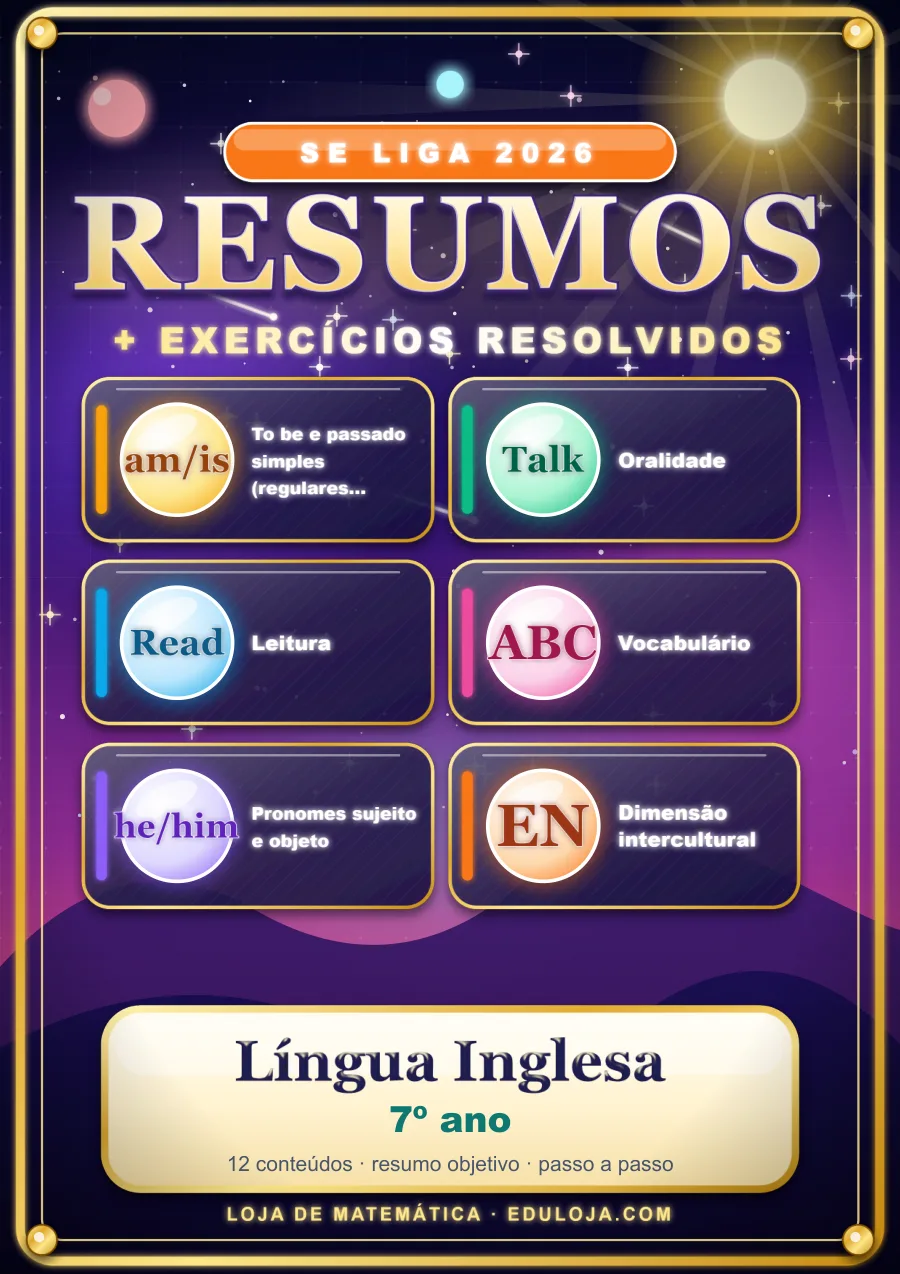 SE LIGA 2026
RESUMOS
+ EXERCÍCIOS RESOLVIDOS
am/is
To be e passado
simples
(regulares...
Talk
Oralidade
Read
Leitura
ABC
Vocabulário
he/him
Pronomes sujeito
e objeto
EN
Dimensão
intercultural
Língua Inglesa
7º ano
12 conteúdos · resumo objetivo · passo a passo
LOJA DE MATEMÁTICA · EDULOJA.COM